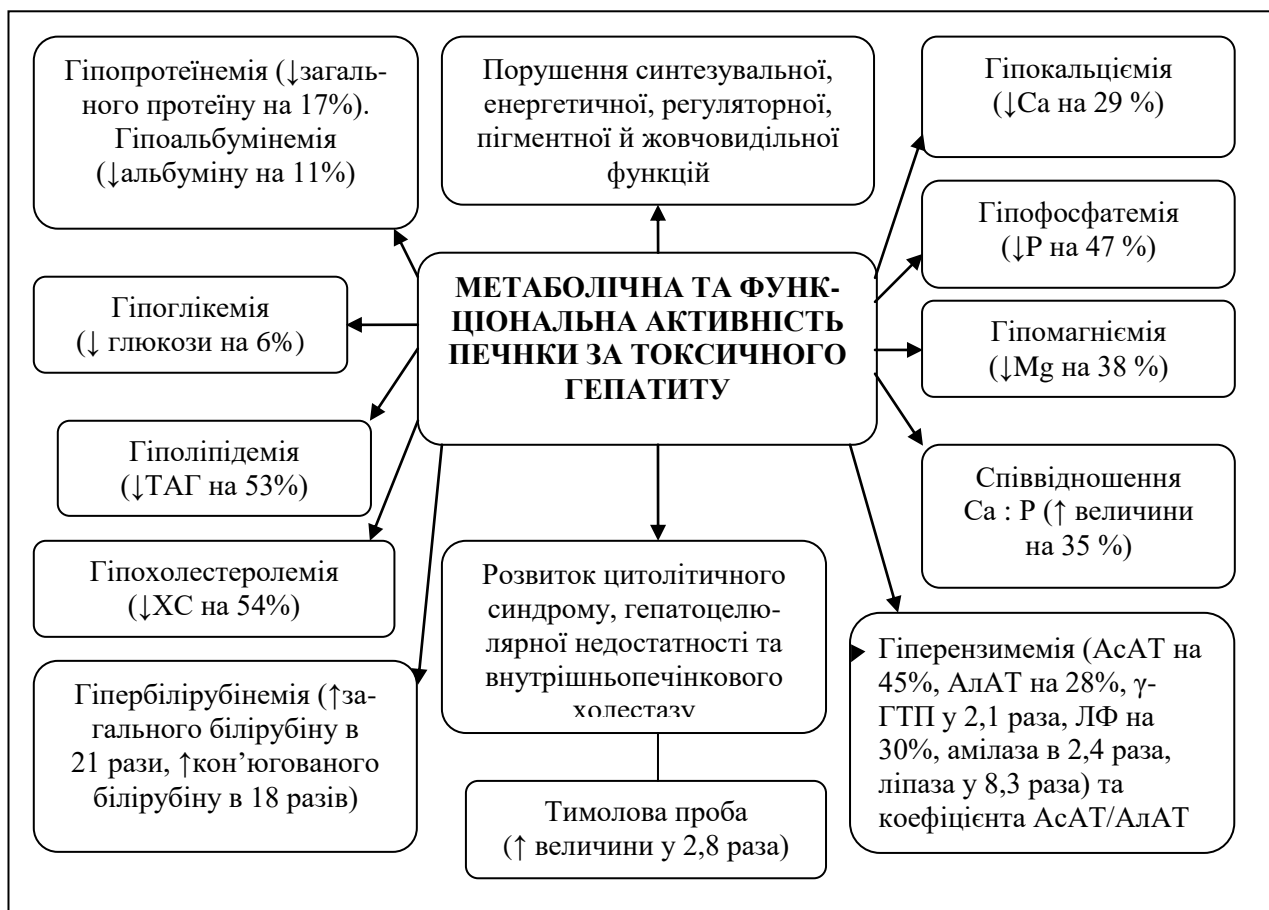 Гіпопротеїнемія (↓загаль-
ного протеїну на 17%).
Гіпоальбумінемія
(↓альбуміну на 11%)
Порушення синтезувальної,
енергетичної, регуляторної,
пігментної й жовчовидільної
функцій
Гіпокальціємія
(↓Ca на 29 %)
Гіпофосфатемія
(↓P на 47 %)
МЕТАБОЛІЧНА ТА ФУНК-
ЦІОНАЛЬНА АКТИВНІСТЬ
ПЕЧНКИ ЗА ТОКСИЧНОГО
ГЕПАТИТУ
Гіпоглікемія
(↓ глюкози на 6%)
Гіпомагніємія
(↓Mg на 38 %)
Гіполіпідемія
(↓ТАГ на 53%)
Співвідношення
Ca : P (↑ величини
на 35 %)
Гіпохолестеролемія
(↓ХС на 54%)
Розвиток цитолітичного
синдрому, гепатоцелю-
лярної недостатності та
внутрішньопечінкового
холестазу
Гіпербілірубінемія (↑за-
гального білірубіну в
21 рази, ↑кон’югованого
білірубіну в 18 разів)
Гіперензимемія (АсАТ на
45%, АлАТ на 28%, γ-
ГТП у 2,1 раза, ЛФ на
30%, амілаза в 2,4 раза,
ліпаза у 8,3 раза) та
коефіцієнта АсАТ/АлАТ
Тимолова проба
(↑ величини у 2,8 раза)